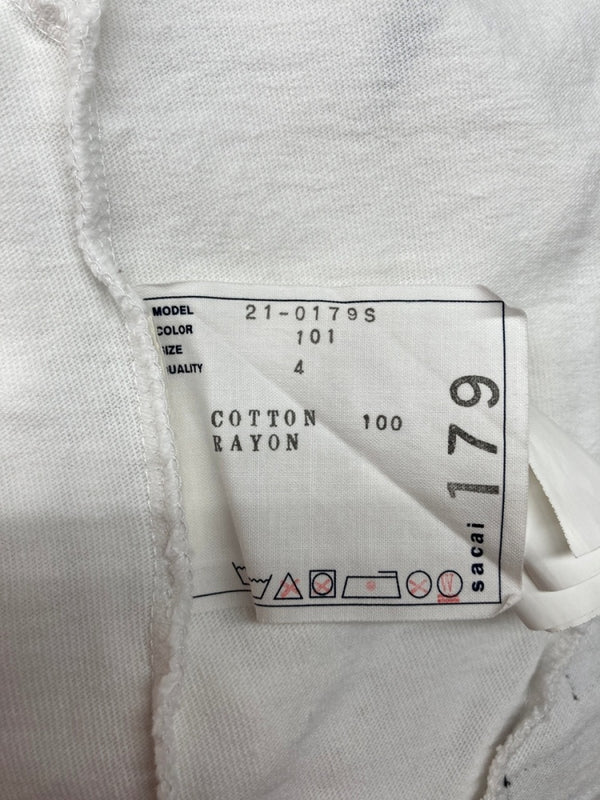 MODEL 21-0179S
COLOR 101
SIZE
QUALITY 4
COTTON 100
RAYON
sacai 179